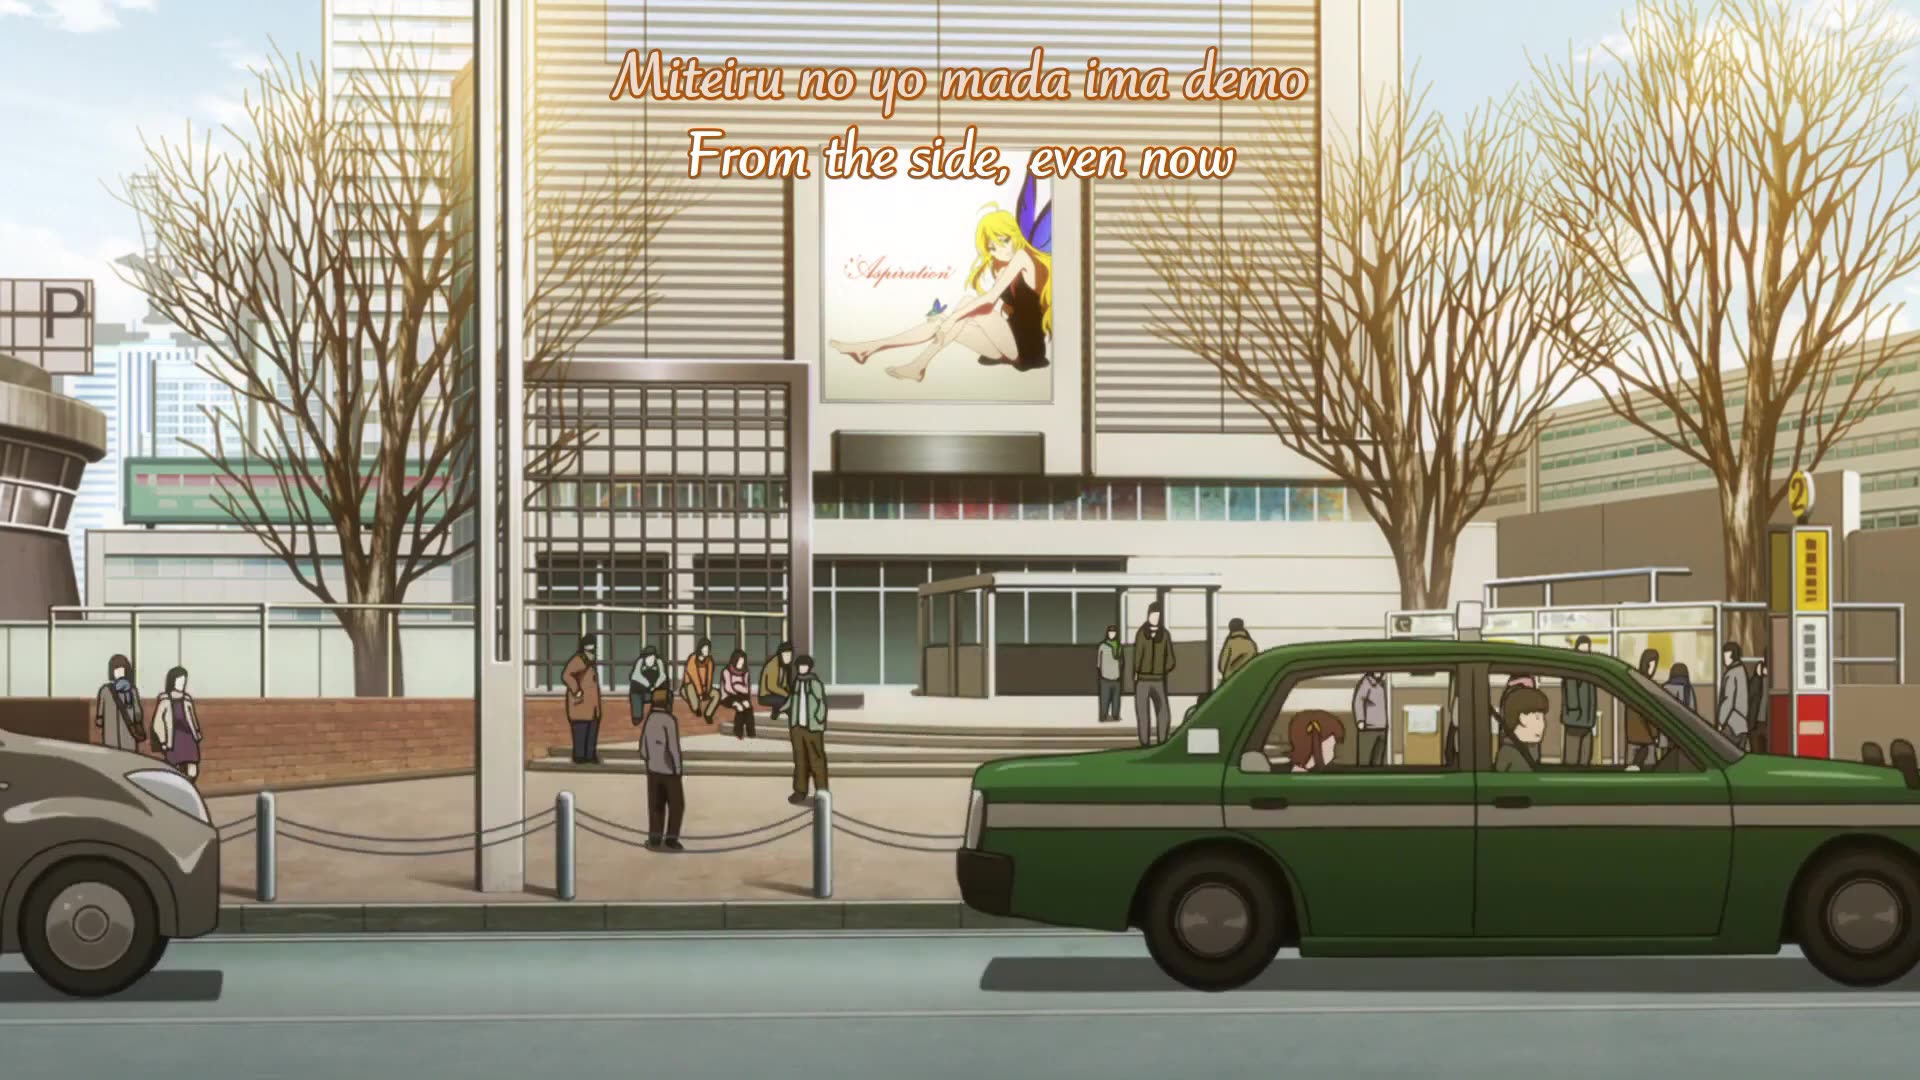 Miteiru no yo mada ima demo
From the side, even now
Aspiration
P
2